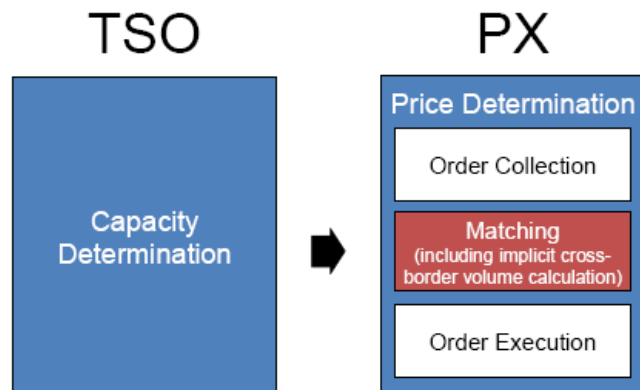 TSO
PX
Capacity
Determination
Price Determination
Order Collection
Matching
(including implicit cross-
border volume calculation)
Order Execution